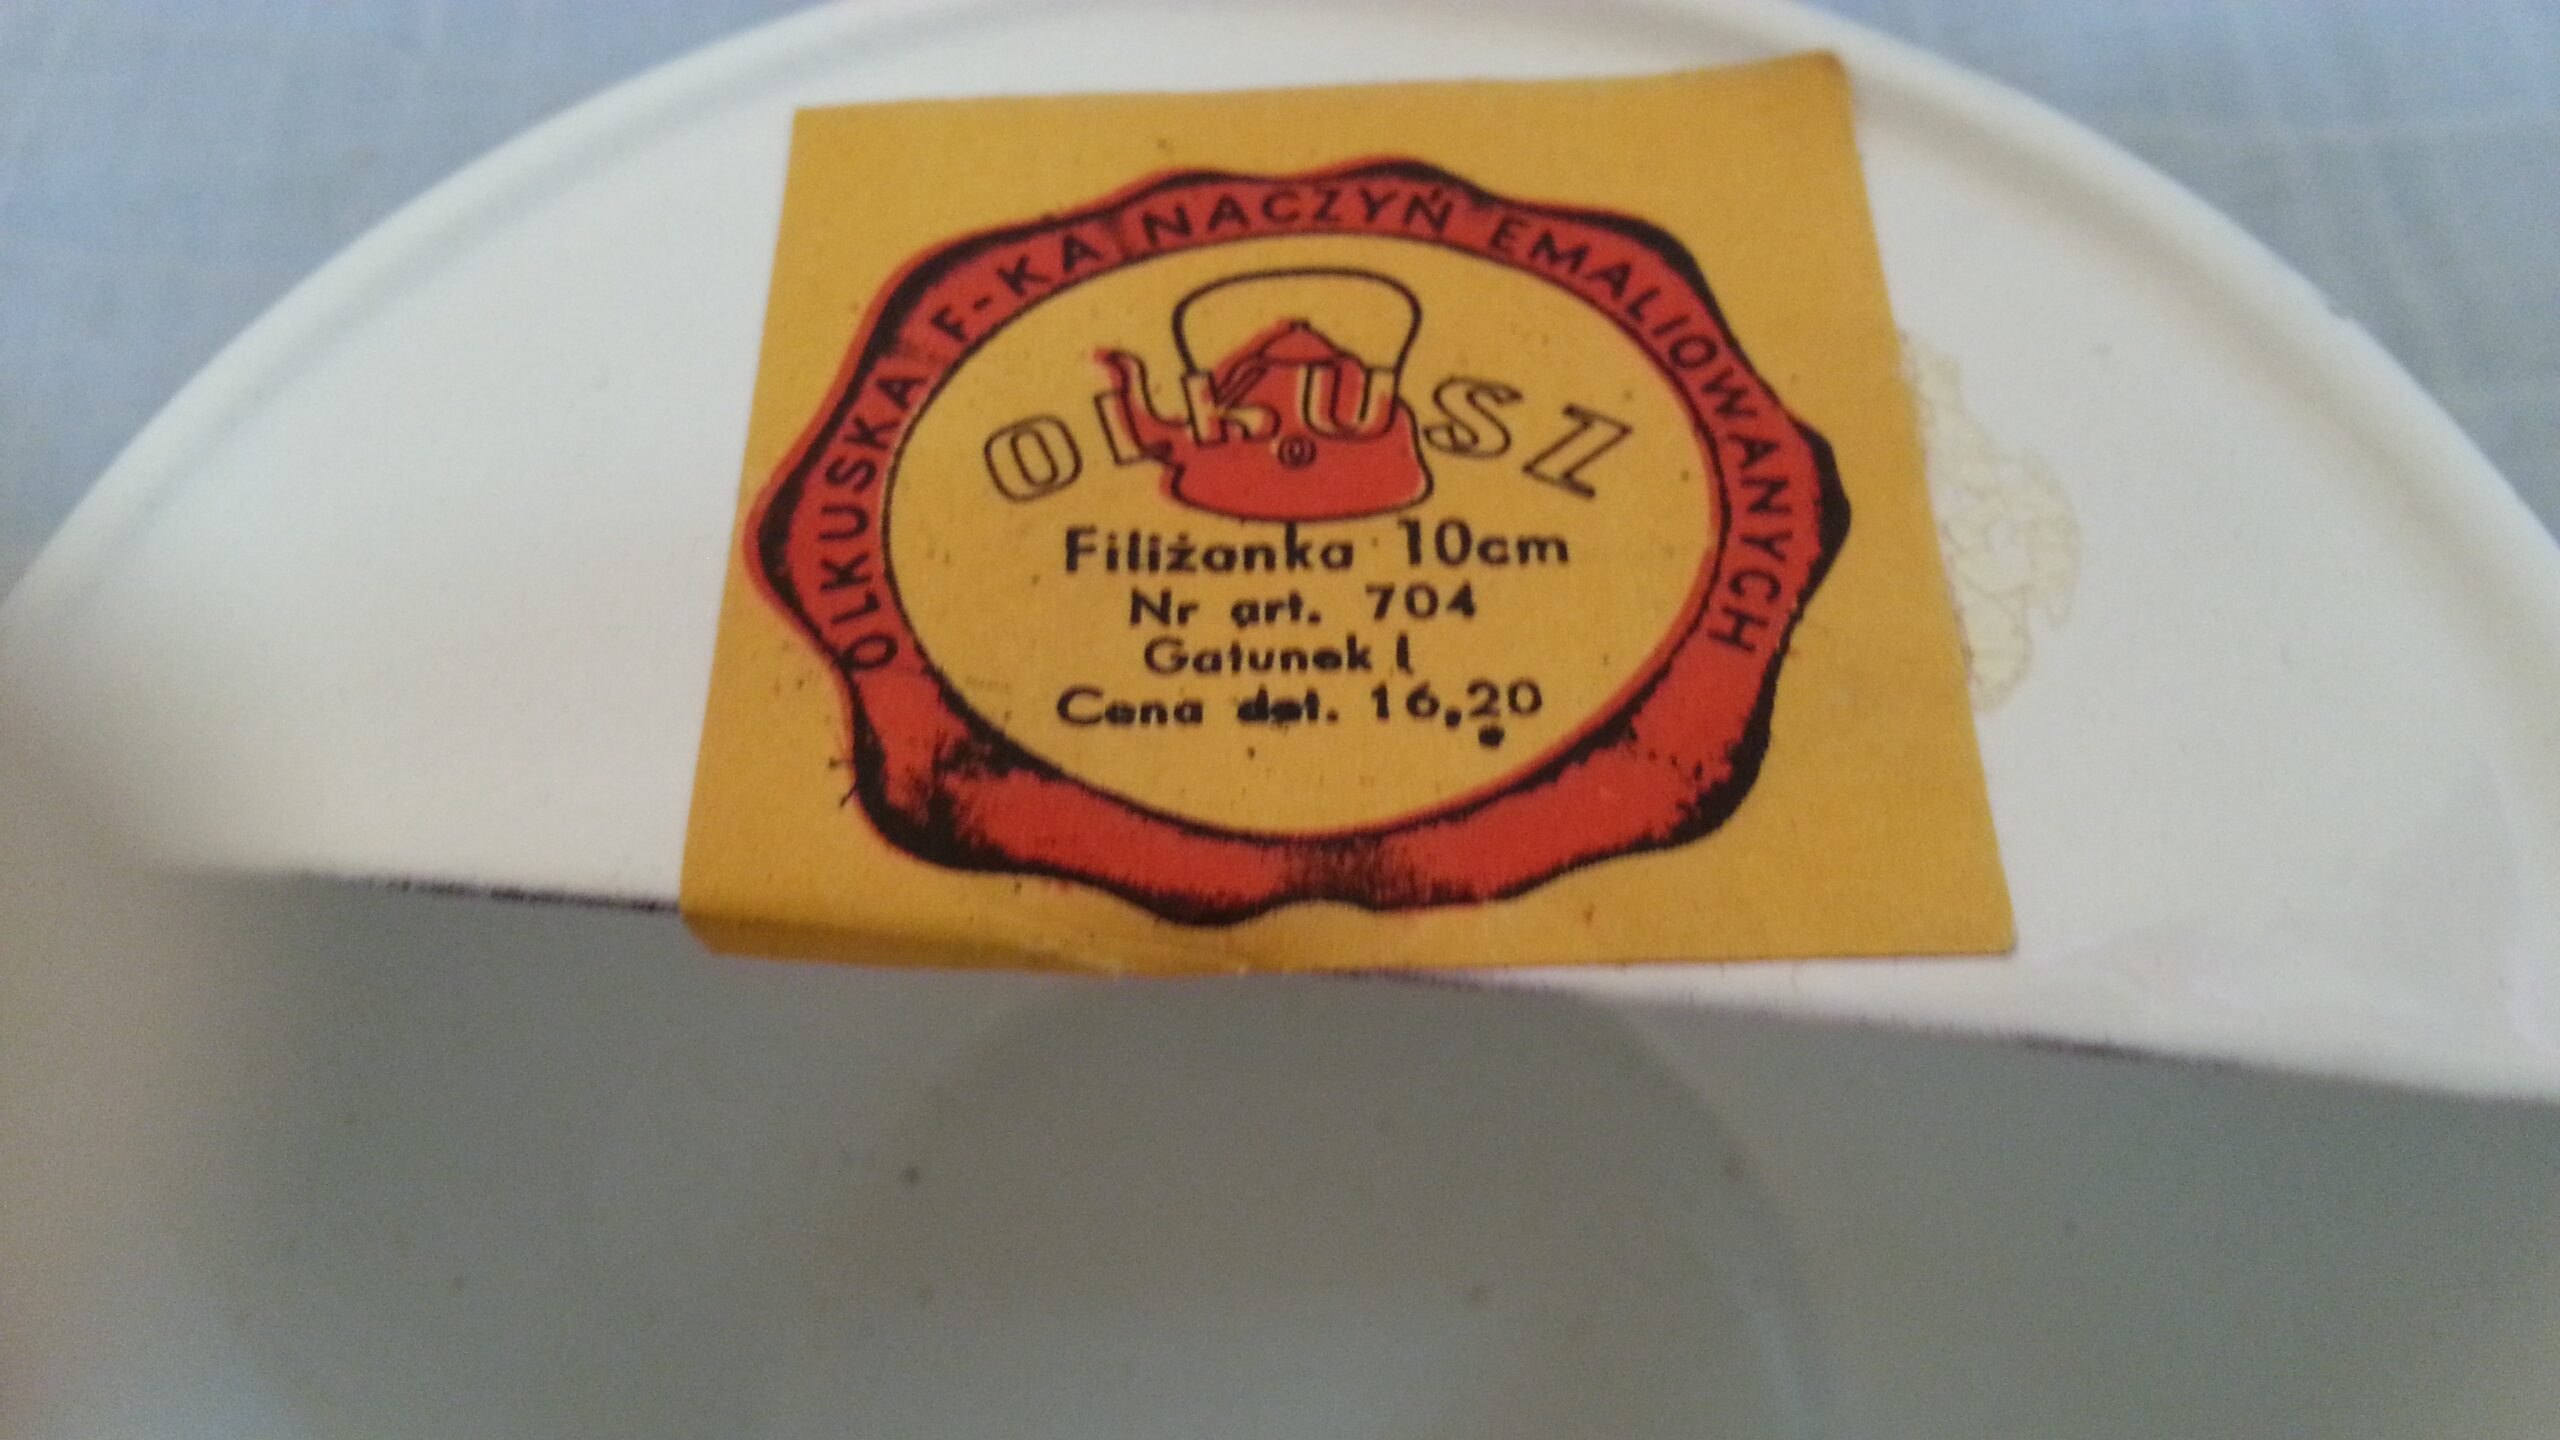 OLKUSKA F-KA NACZYŃ EMALIOWANYCH
OLKUSZ
Filiżanka 10cm
Nr art. 704
Gatunek I
Cena det. 16,20